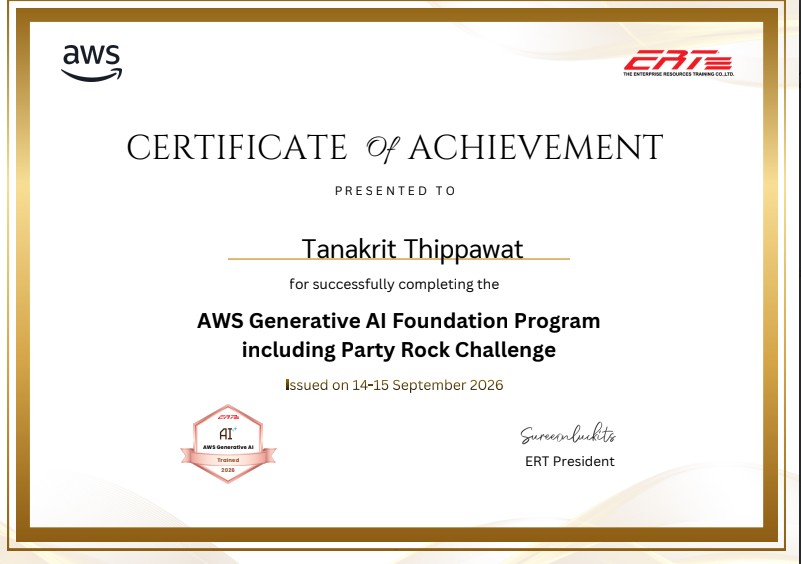 aws
ERT
THE ENTERPRISE RESOURCES TRAINING CO.,LTD.
CERTIFICATE Of ACHIEVEMENT
PRESENTED TO
Tanakrit Thippawat
for successfully completing the
AWS Generative AI Foundation Program
including Party Rock Challenge
Issued on 14-15 September 2026
ERT
AI
AWS Generative AI
Trained
2026
ERT President